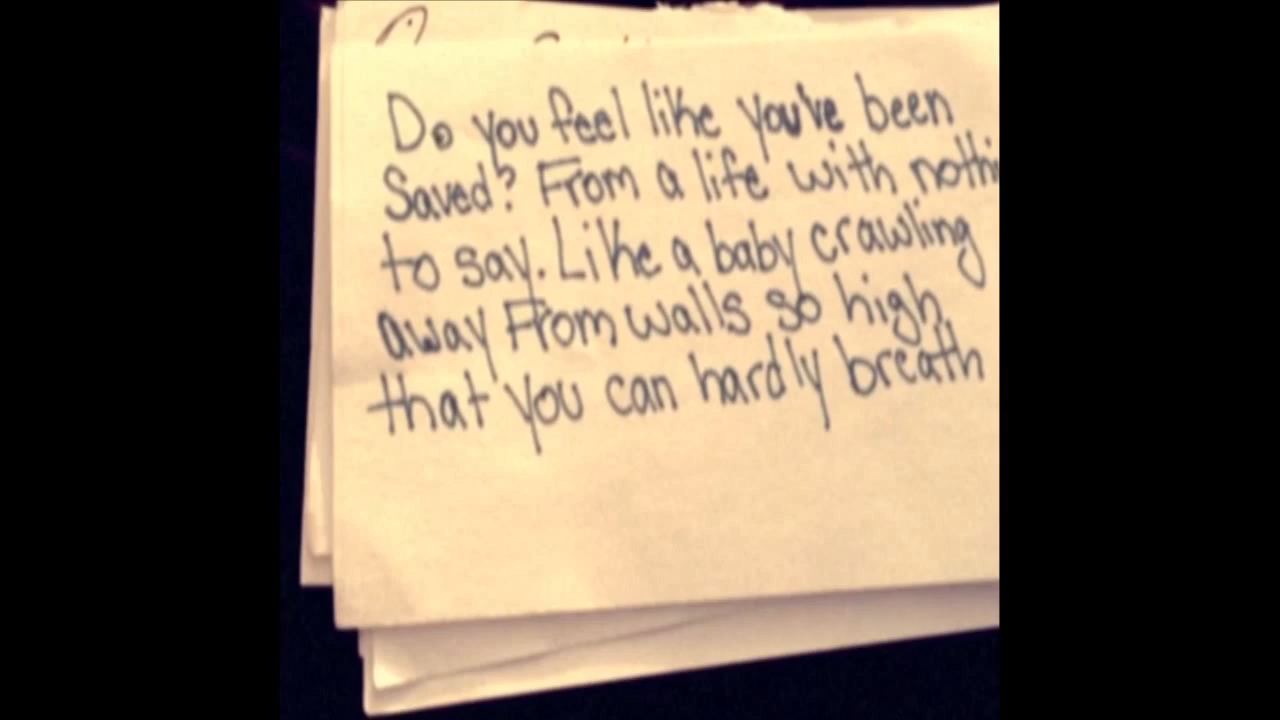 Do you feel like you've been
Saved? From a life with nothi
to say. Like a baby crawling
away From walls so high
that you can hardly breath